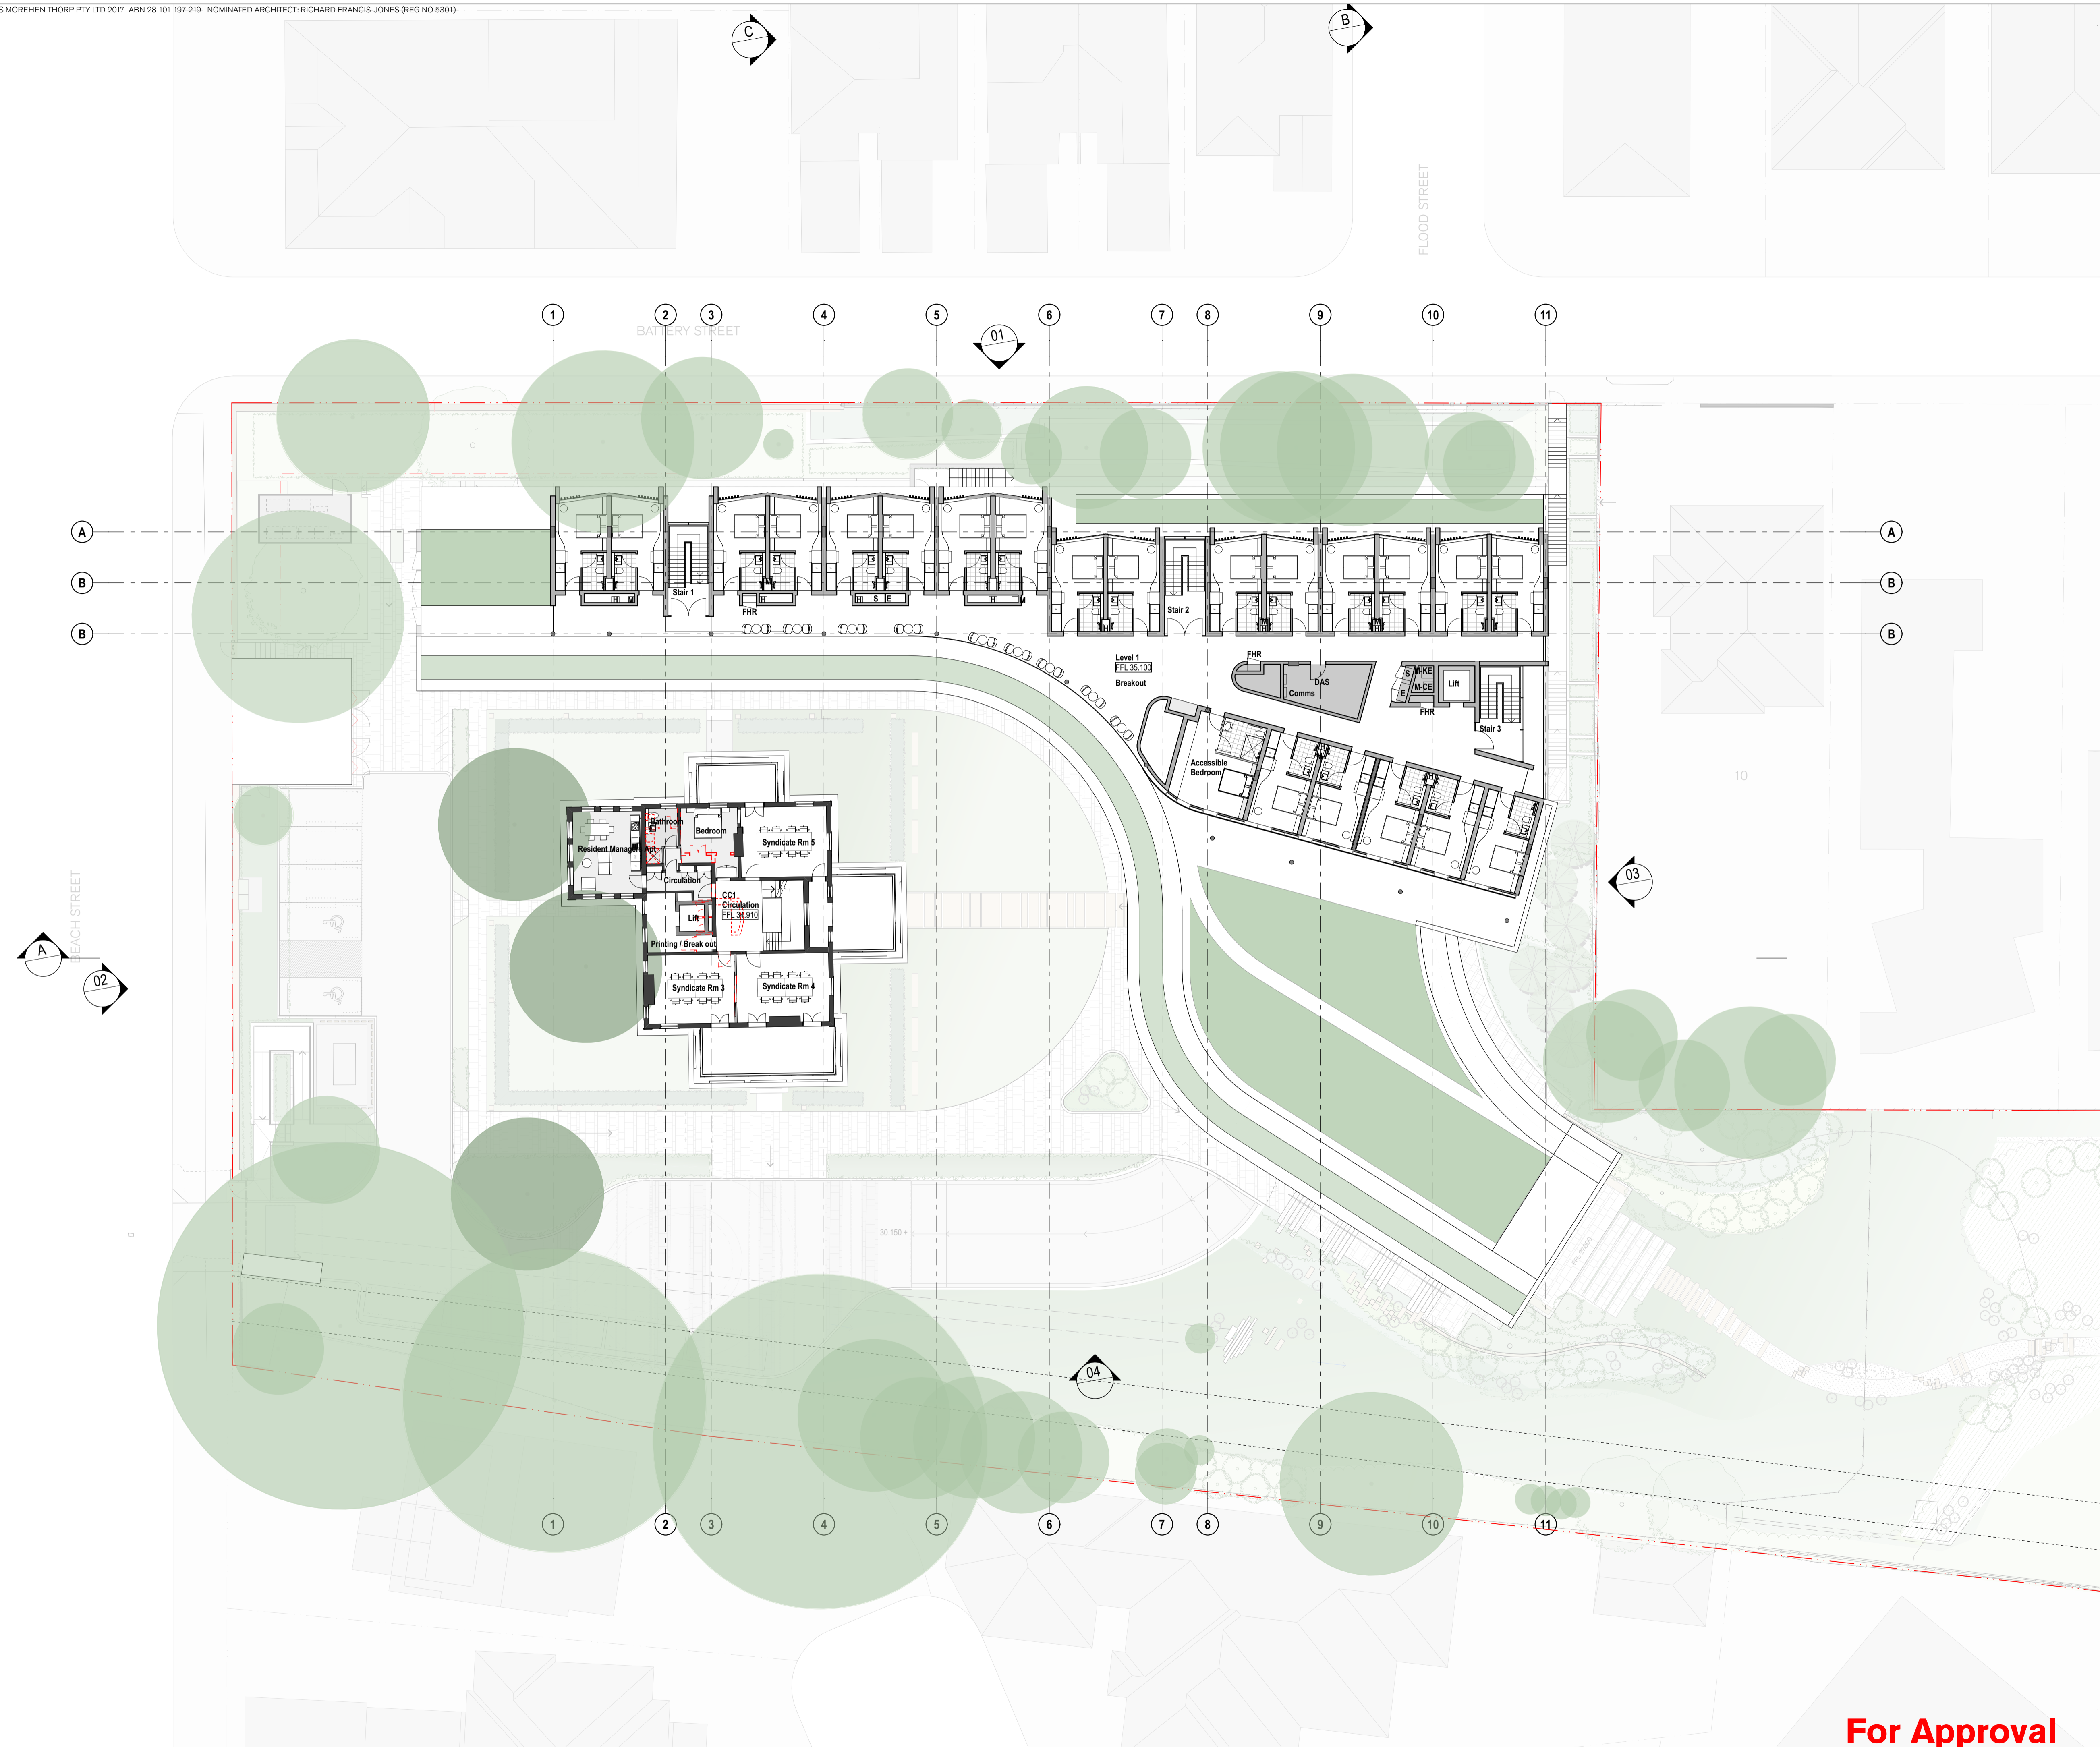 S MOREHEN THORP PTY LTD 2017 ABN 28 101 197 219 NOMINATED ARCHITECT: RICHARD FRANCIS-JONES (REG NO 5301)
C
B
FLOOD STREET
1
2
3
4
5
6
7
8
9
10
11
BATTERY STREET
01
A
A
B
B
B
B
H M
Stair 1
FHR
H
H S E
H
M
H
Stair 2
H
H
H
Level 1
FFL 35.100
Breakout
FHR
DAS
Comms
S
E
M-KE
M-CE
Lift
FHR
Stair 3
Accessible
Bedroom
H
H
H
10
03
Bathroom
Bedroom
Syndicate Rm 5
Resident Managers Apt
Circulation
CC1
Circulation
FFL 34.910
Lift
Printing / Break out
Syndicate Rm 3
Syndicate Rm 4
BEACH STREET
A
02
30.150 +
04
1
2
3
4
5
6
7
8
9
10
11
For Approval